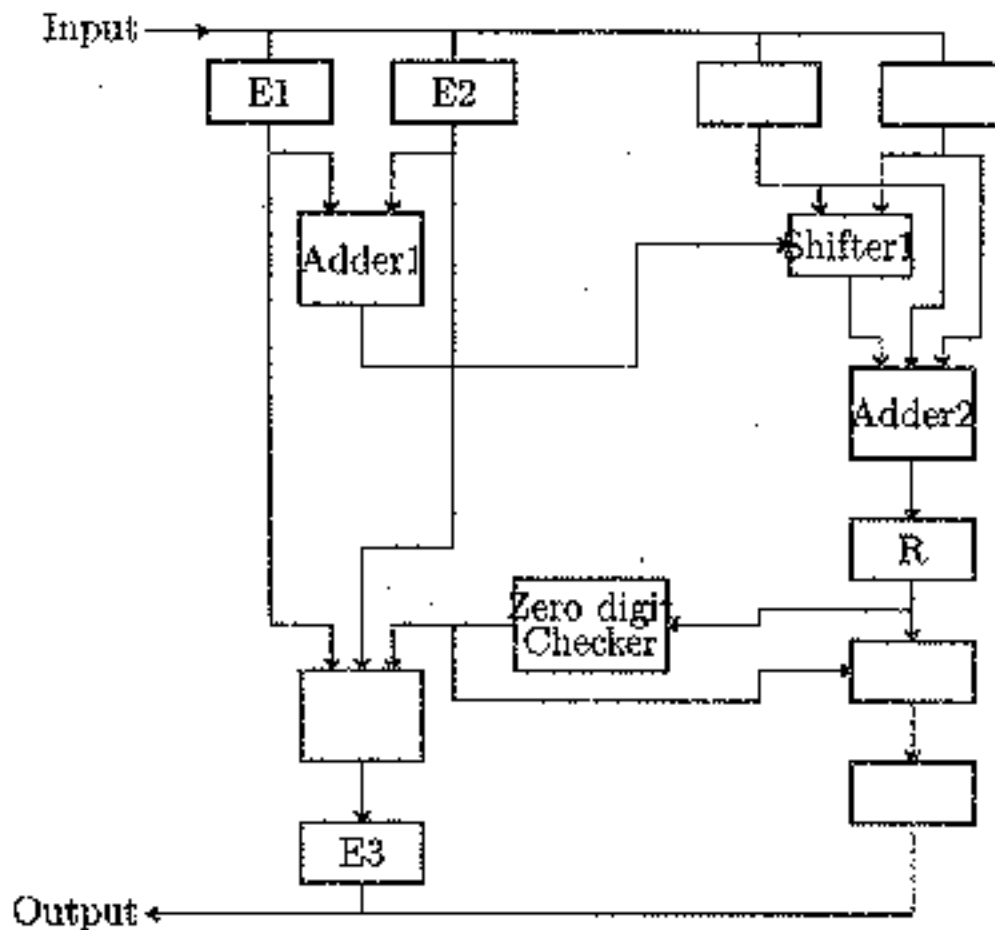 Input
E1
E2
Adder1
Shifter1
Adder2
R
Zero digit
Checker
E3
Output